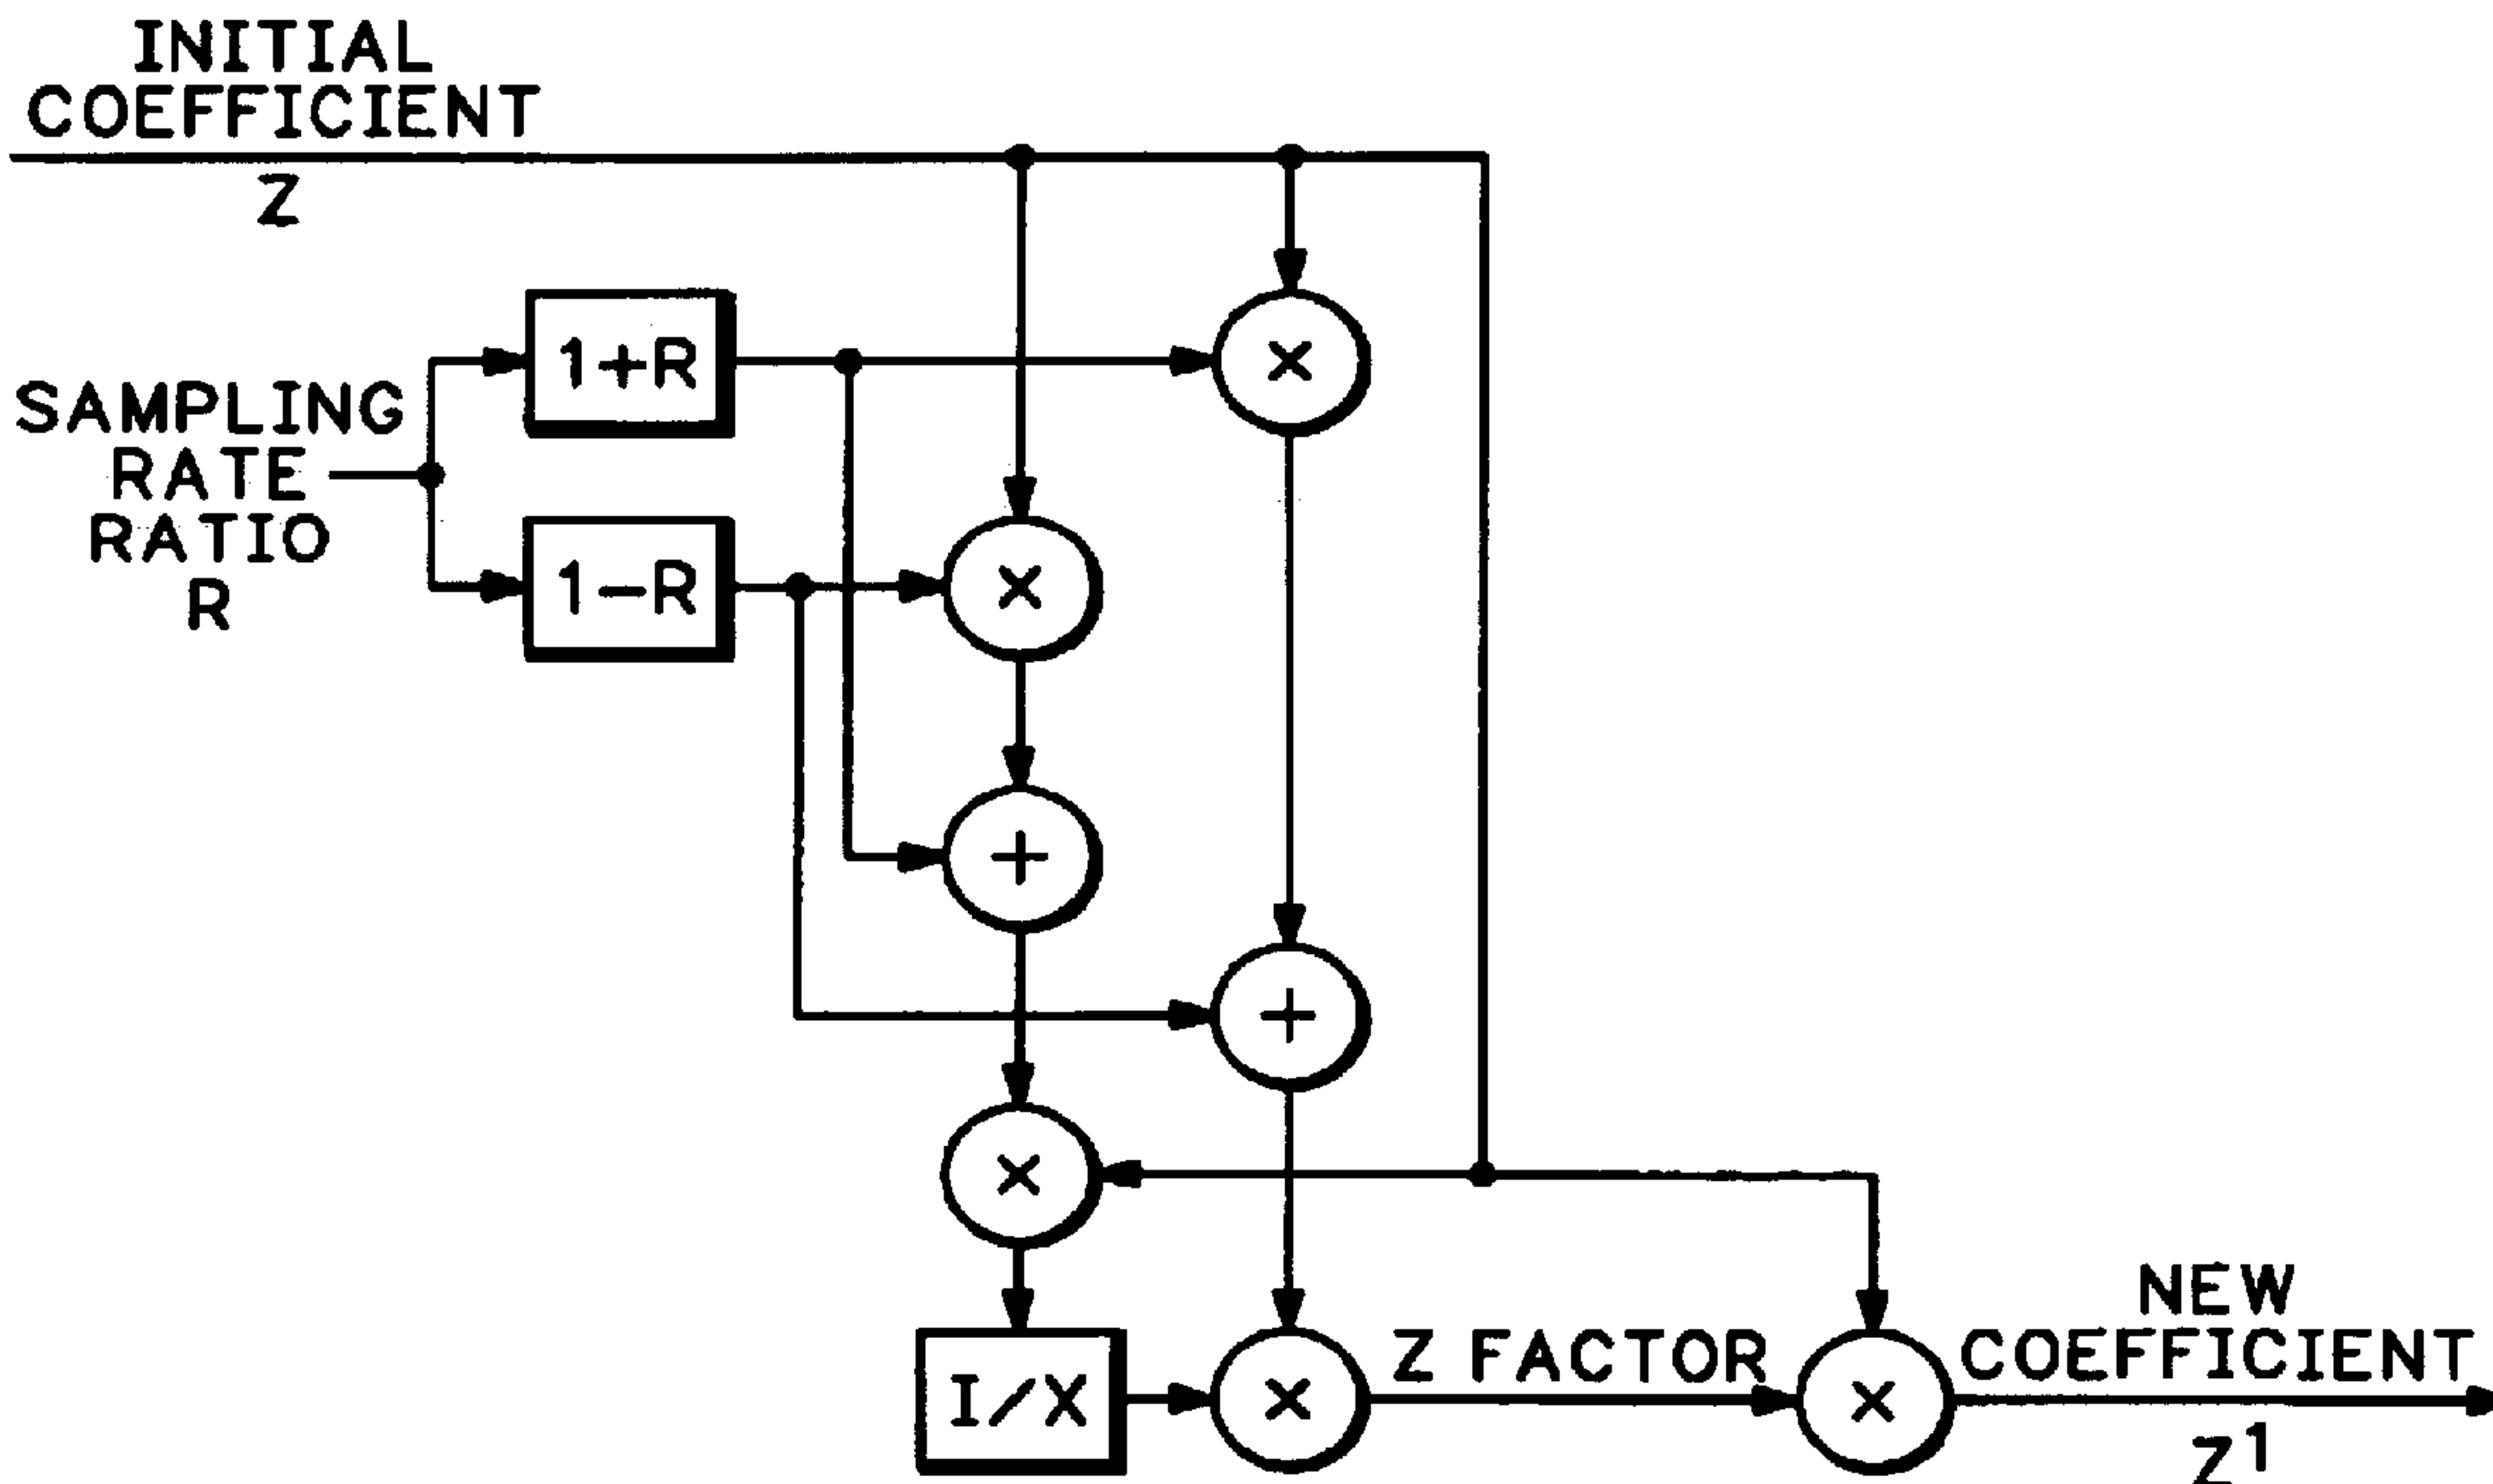 INITIAL
COEFFICIENT
Z
1+R
×
SAMPLING
RATE
RATIO
R
1−R
×
+
+
×
I/X
×
Z FACTOR
×
NEW
COEFFICIENT
Z¹